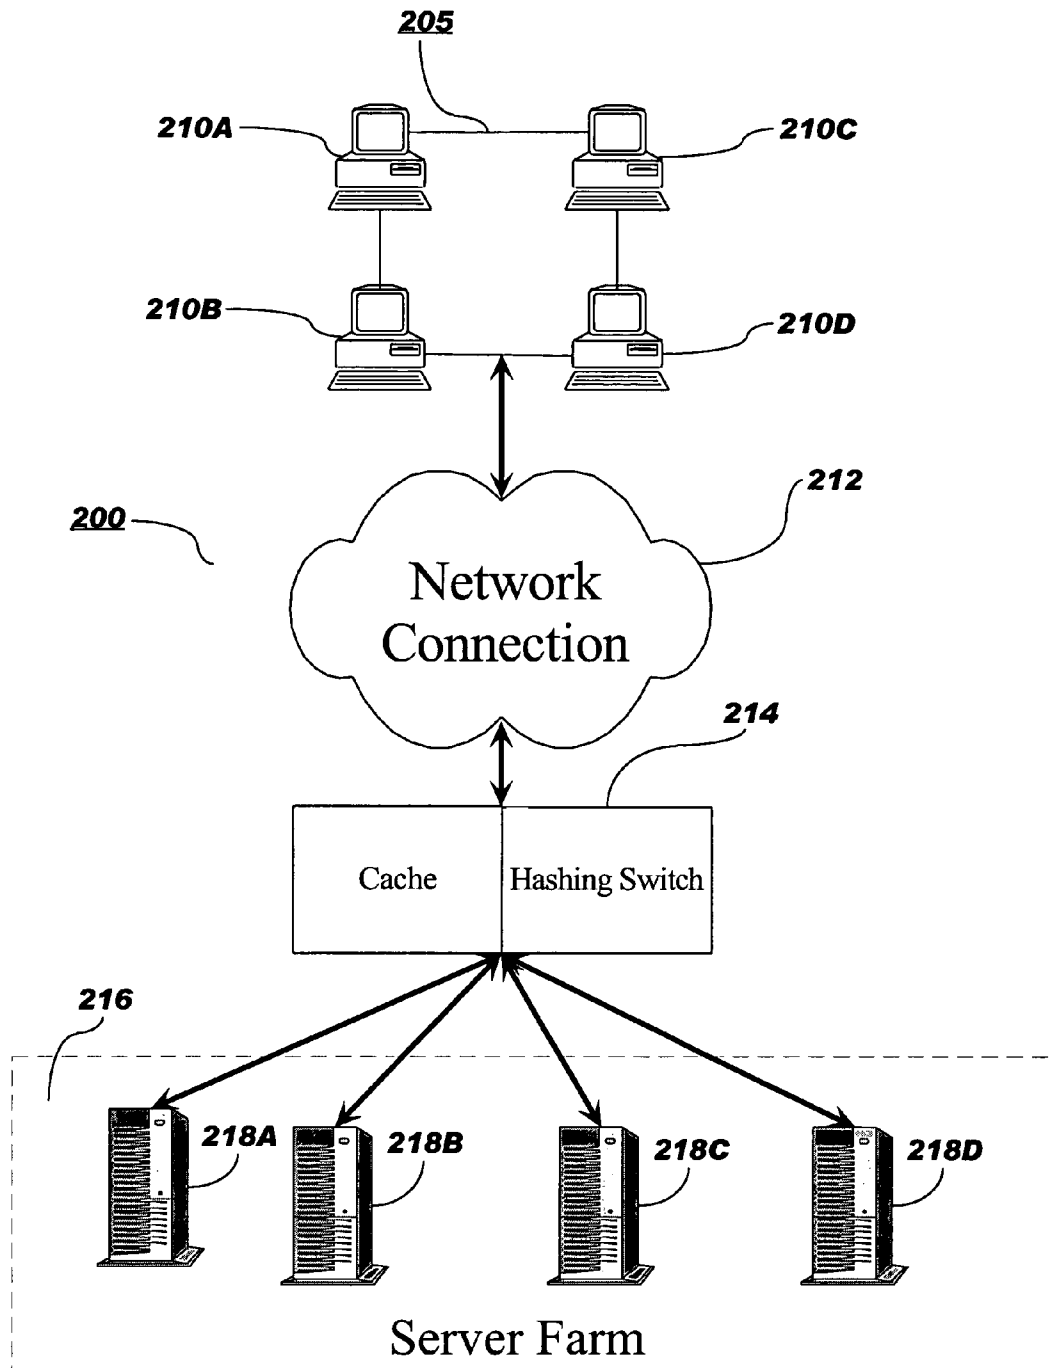 205
210A
210C
210B
210D
212
200
Network
Connection
214
Cache
Hashing Switch
216
218A
218B
218C
218D
Server Farm